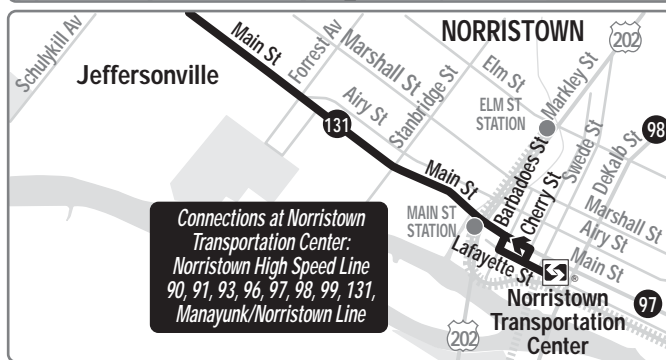 NORRISTOWN
202
Schulykill Av
Main St
Forrest Av
Marshall St
Elm St
Markley St
Jeffersonville
Stanbridge St
ELM ST
STATION
Airy St
131
98
Swede St
DeKalb St
Barbadoes St
Cherry St
Main St
MAIN ST
STATION
Marshall St
Airy St
Main St
Lafayette St
Connections at Norristown
Transportation Center:
Norristown High Speed Line
90, 91, 93, 96, 97, 98, 99, 131,
Manayunk/Norristown Line
®
Norristown
Transportation
Center
97
202